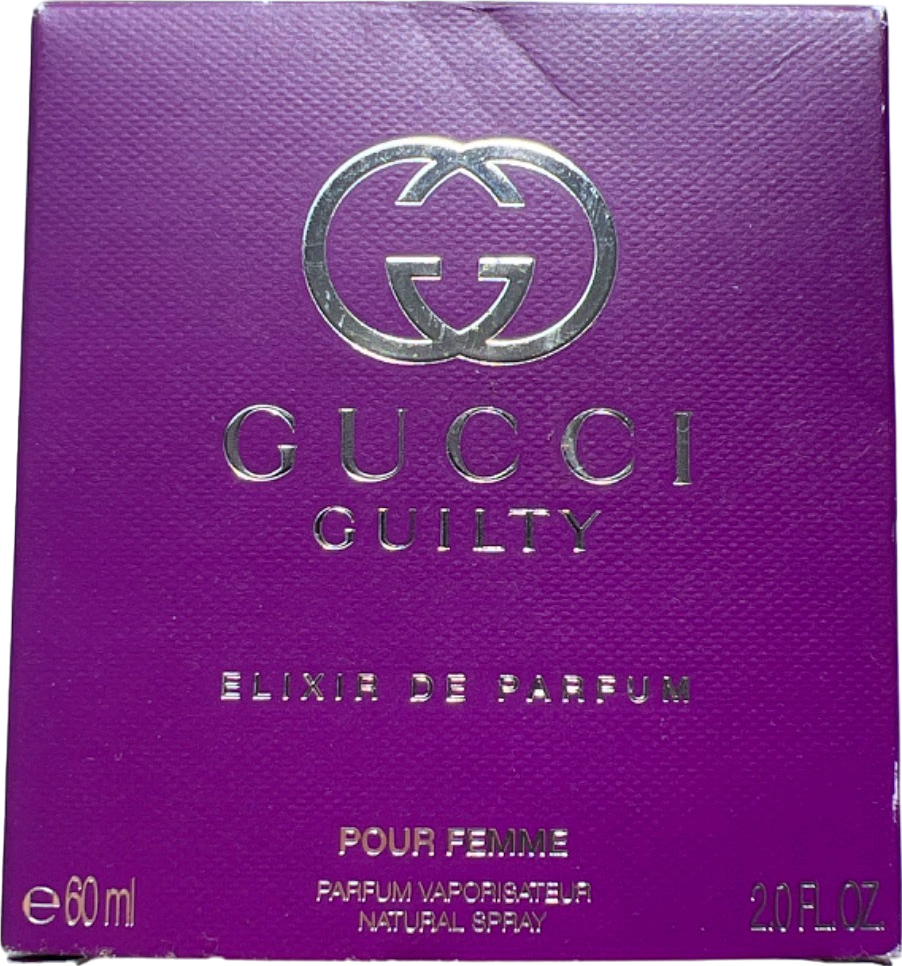 GUCCI
GUILTY
ELIXIR DE PARFUM
POUR FEMME
PARFUM VAPORISATEUR
NATURAL SPRAY
℮60 ml
2.0 FL.OZ.